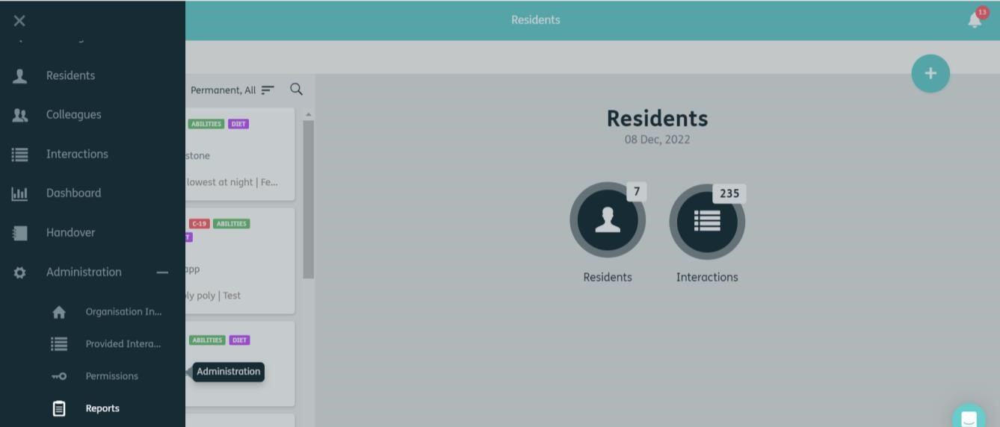 Residents
13
Residents
Colleagues
Interactions
Dashboard
Handover
Administration
Organisation In...
Provided Intera...
Permissions
Reports
Permanent, All
ABILITIES DIET
stone
lowest at night | Fe...
C-19 ABILITIES
T
app
ly poly | Test
ABILITIES DIET
Administration
Residents
08 Dec, 2022
7
235
Residents
Interactions